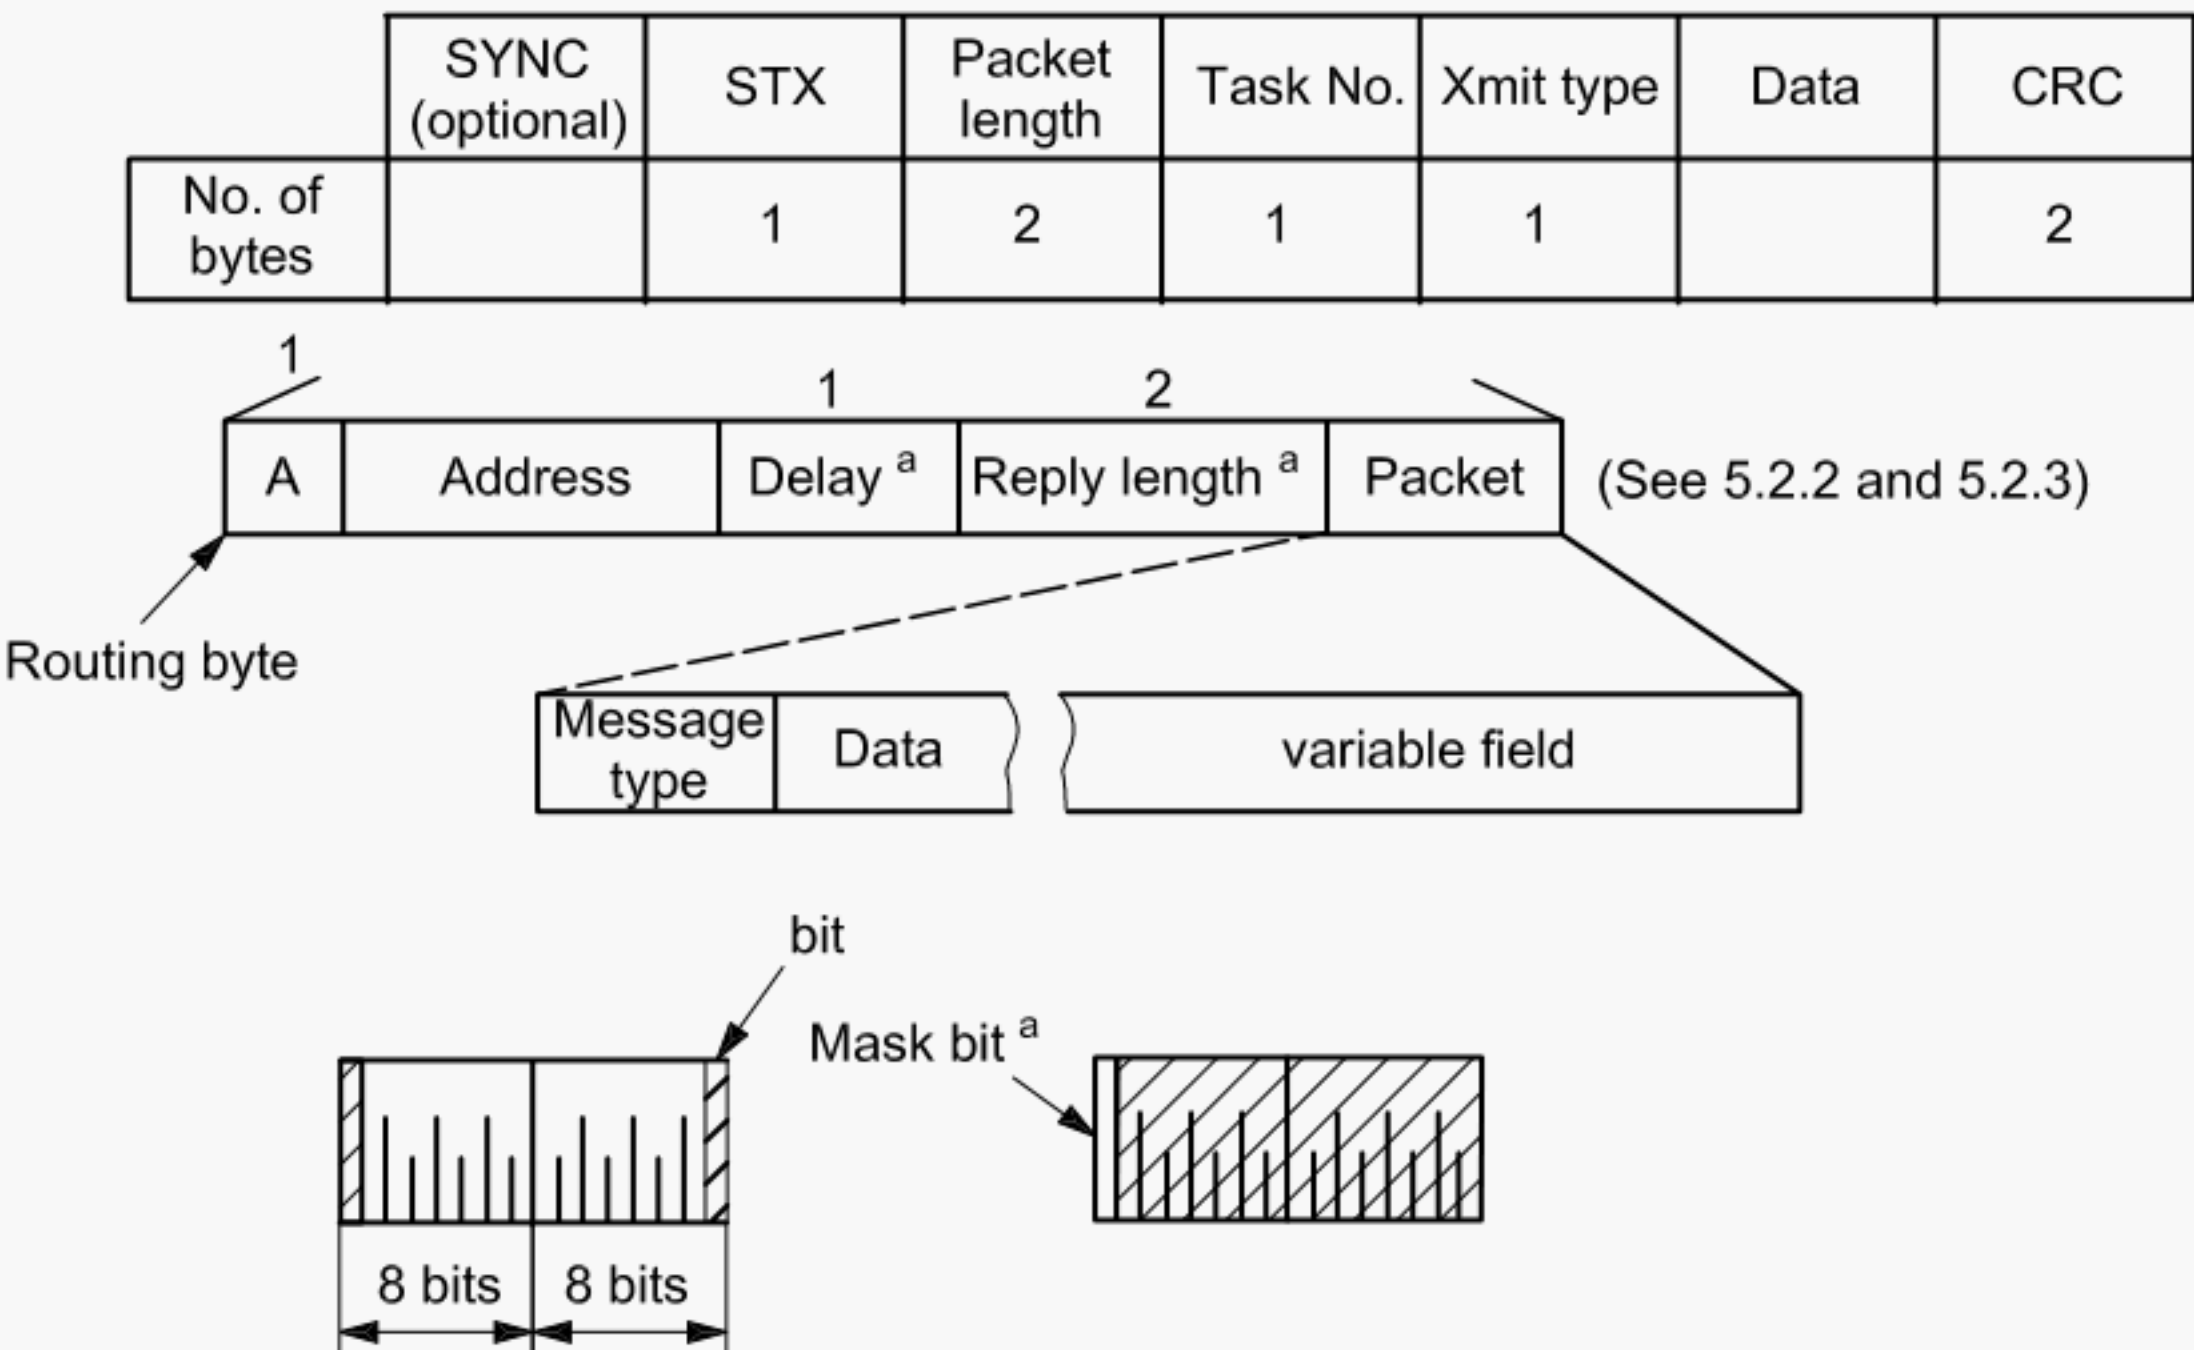 SYNC
(optional)
STX
Packet
length
Task No.
Xmit type
Data
CRC
No. of
bytes
1
2
1
1
2
1
1
2
A
Address
Delay a
Reply length a
Packet
(See 5.2.2 and 5.2.3)
Routing byte
Message
type
Data
variable field
bit
Mask bit a
8 bits
8 bits